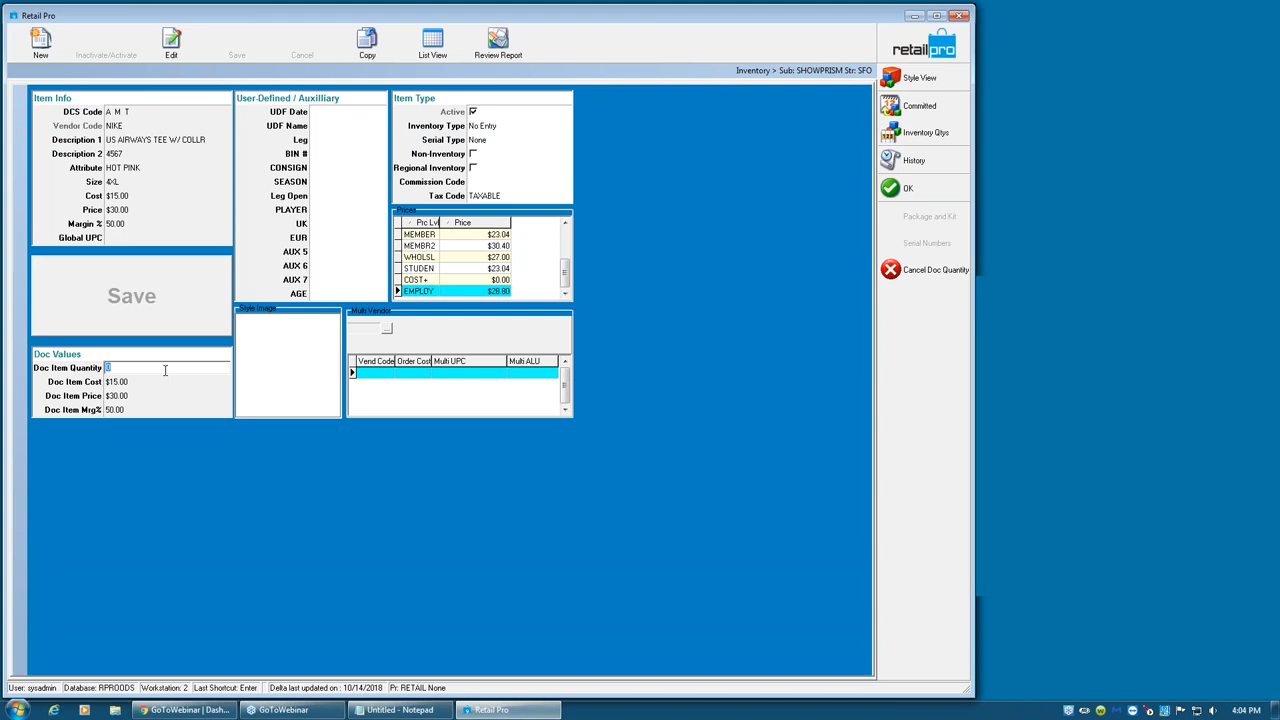 Retail Pro
New
Inactivate/Activate
Edit
Save
Cancel
Copy
List View
Review Report
retailpro
Inventory > Sub: SHOWPRISM Str: SFO
Item Info
DCS Code A M T
Vendor Code NIKE
Description 1 US AIRWAYS TEE W/ COLLR
Description 2 4567
Attribute HOT PINK
Size 4XL
Cost $15.00
Price $30.00
Margin % 50.00
Global UPC
Save
Doc Values
Doc Item Quantity 0
Doc Item Cost $15.00
Doc Item Price $30.00
Doc Item Mrg% 50.00
User-Defined / Auxilliary
UDF Date
UDF Name
Leg
BIN #
CONSIGN
SEASON
Leg Open
PLAYER
UK
EUR
AUX 5
AUX 6
AUX 7
AGE
Style Image
Item Type
Active
Inventory Type No Entry
Serial Type None
Non-Inventory
Regional Inventory
Commission Code
Tax Code TAXABLE
Prices
Prc Lvl Price
MEMBER $23.04
MEMBR2 $30.40
WHOLSL $27.00
STUDEN $23.04
COST+ $0.00
EMPLOY $28.80
Multi Vendor
...
Vend Code Order Cost Multi UPC Multi ALU
Style View
Committed
Inventory Qtys
History
OK
Package and Kit
Serial Numbers
Cancel Doc Quantity
User: sysadmin Database: RPROODS Workstation: 2 Last Shortcut: Enter Delta last updated on : 10/14/2018 Pr: RETAIL None
GoToWebinar | Dash...
GoToWebinar
Untitled - Notepad
Retail Pro
4:04 PM